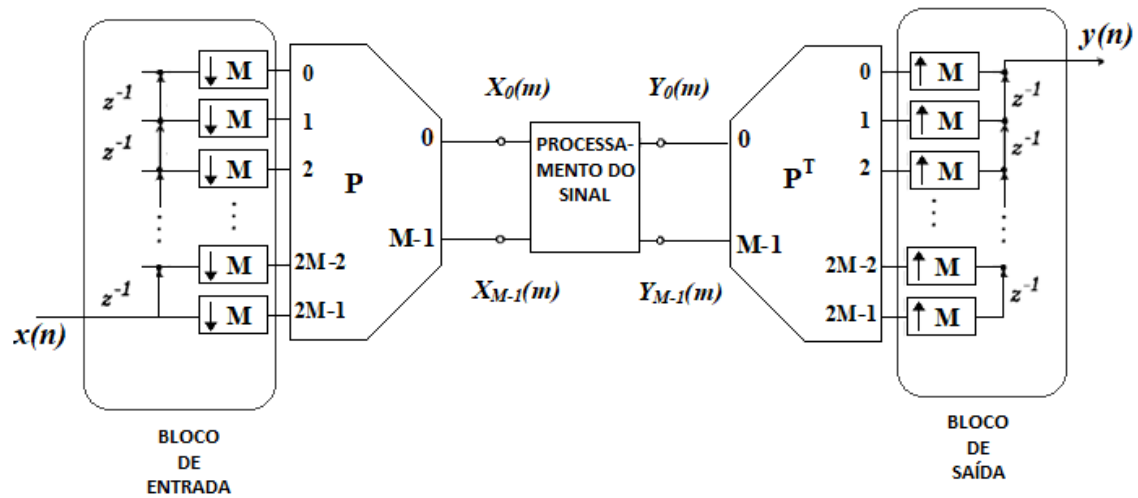 y(n)
z⁻¹
z⁻¹
z⁻¹
x(n)
↓ M
↓ M
↓ M
⋮
↓ M
↓ M
0
1
2
2M-2
2M-1
P
0
M-1
X₀(m)
X_{M-1}(m)
PROCESSA-
MENTO DO
SINAL
Y₀(m)
Y_{M-1}(m)
0
M-1
Pᵀ
0
1
2
2M-2
2M-1
↑ M
↑ M
↑ M
↑ M
↑ M
z⁻¹
z⁻¹
z⁻¹
BLOCO
DE
ENTRADA
BLOCO
DE
SAÍDA